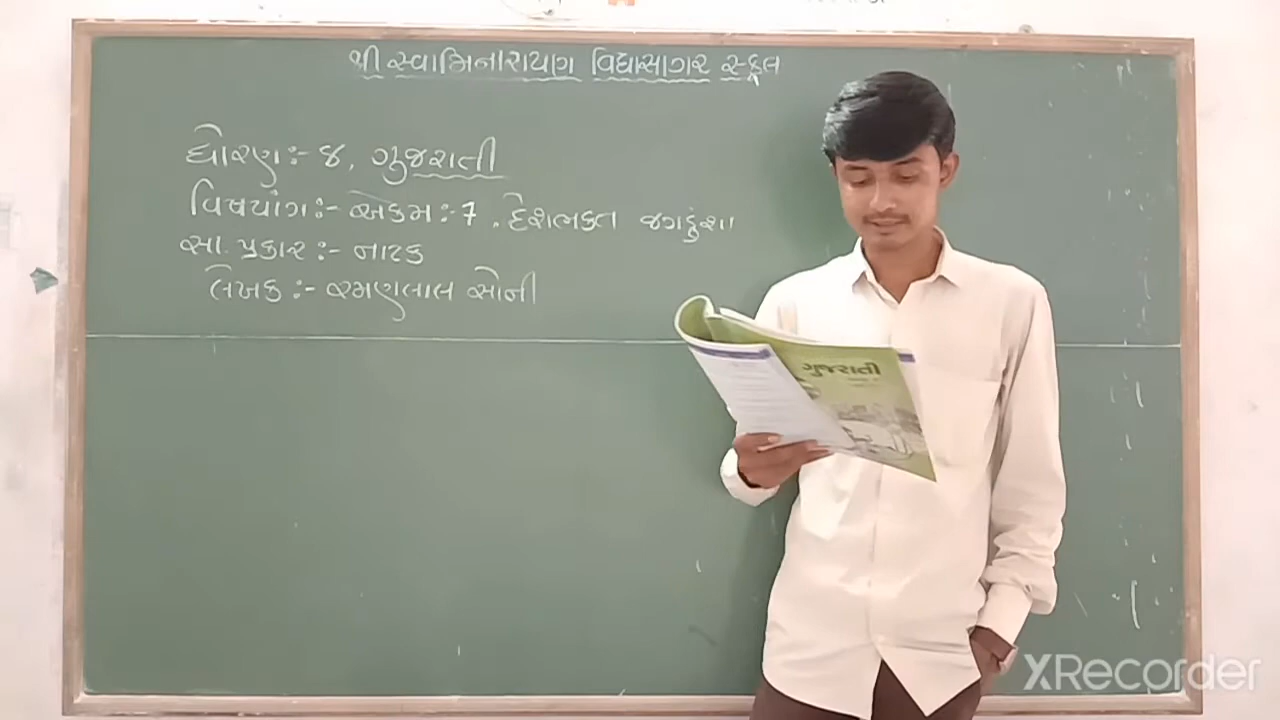 શ્રી સ્વામિનારાયણ વિદ્યાસાગર સ્કૂલ
ધોરણ:- ૪, ગુજરાતી
વિષયાંગ:- એકમ:- 7. દેશભક્ત જગડુશા
સા. પ્રકાર:- નાટક
લેખક:- રમણલાલ સોની
ગુજરાતી
XRecorder